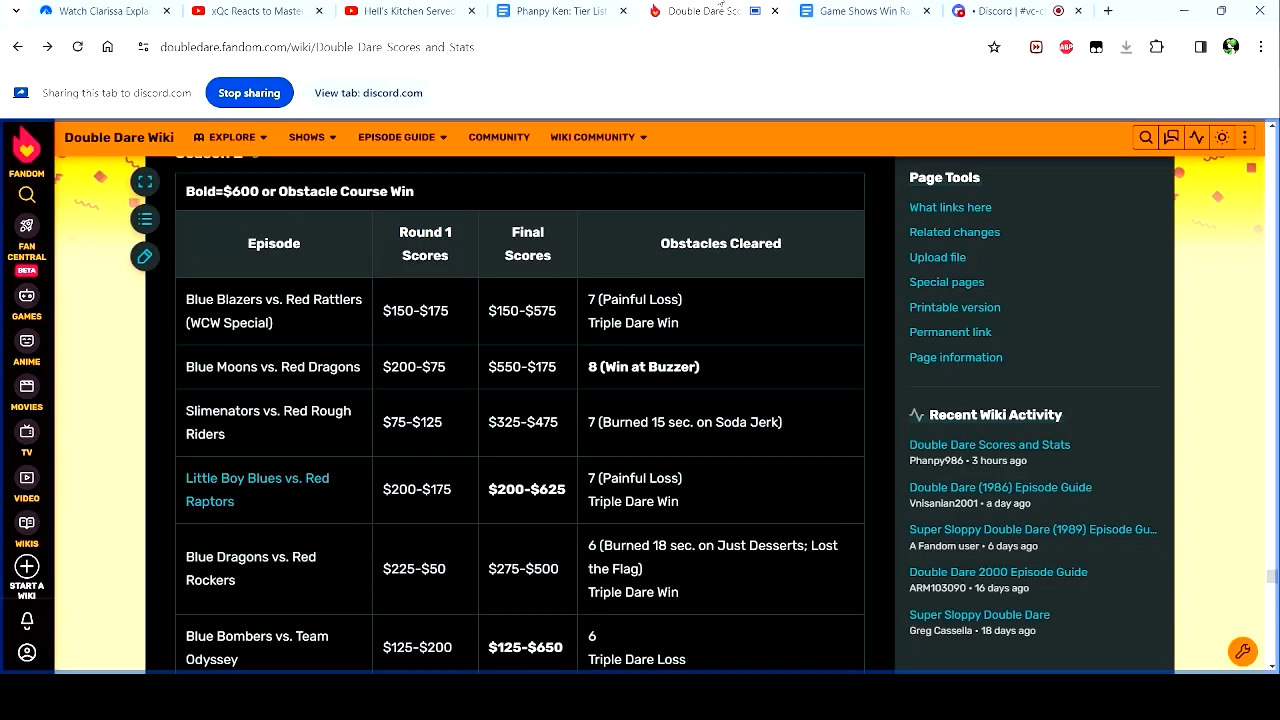 Watch Clarissa Expla
xQc Reacts to Maste
Hell's Kitchen Served
Phanpy Ken: Tier List
Double Dare Sco
Game Shows Win Ra
• Discord | #vc-c
doubledare.fandom.com/wiki/Double_Dare_Scores_and_Stats
ABP
Sharing this tab to discord.com
Stop sharing
View tab: discord.com
FANDOM
FAN CENTRAL
BETA
GAMES
ANIME
MOVIES
TV
VIDEO
WIKIS
START A WIKI
Double Dare Wiki
EXPLORE
SHOWS
EPISODE GUIDE
COMMUNITY
WIKI COMMUNITY
Bold=$600 or Obstacle Course Win
Episode
Round 1 Scores
Final Scores
Obstacles Cleared
Blue Blazers vs. Red Rattlers
(WCW Special)
$150-$175
$150-$575
7 (Painful Loss)
Triple Dare Win
Blue Moons vs. Red Dragons
$200-$75
$550-$175
8 (Win at Buzzer)
Slimenators vs. Red Rough
Riders
$75-$125
$325-$475
7 (Burned 15 sec. on Soda Jerk)
Little Boy Blues vs. Red
Raptors
$200-$175
$200-$625
7 (Painful Loss)
Triple Dare Win
Blue Dragons vs. Red
Rockers
$225-$50
$275-$500
6 (Burned 18 sec. on Just Desserts; Lost
the Flag)
Triple Dare Win
Blue Bombers vs. Team
Odyssey
$125-$200
$125-$650
6
Triple Dare Loss
Page Tools
What links here
Related changes
Upload file
Special pages
Printable version
Permanent link
Page information
Recent Wiki Activity
Double Dare Scores and Stats
Phanpy986 • 3 hours ago
Double Dare (1986) Episode Guide
Vnisanian2001 • a day ago
Super Sloppy Double Dare (1989) Episode Gu...
A Fandom user • 6 days ago
Double Dare 2000 Episode Guide
ARM103090 • 16 days ago
Super Sloppy Double Dare
Greg Cassella • 18 days ago